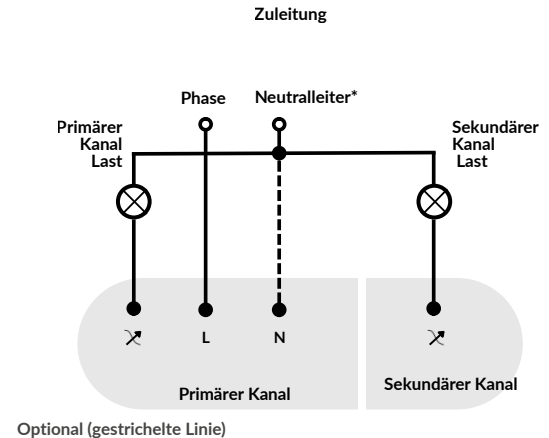 Zuleitung
Phase
Neutralleiter*
Primärer
Kanal
Last
Sekundärer
Kanal
Last
L
N
Primärer Kanal
Sekundärer Kanal
Optional (gestrichelte Linie)